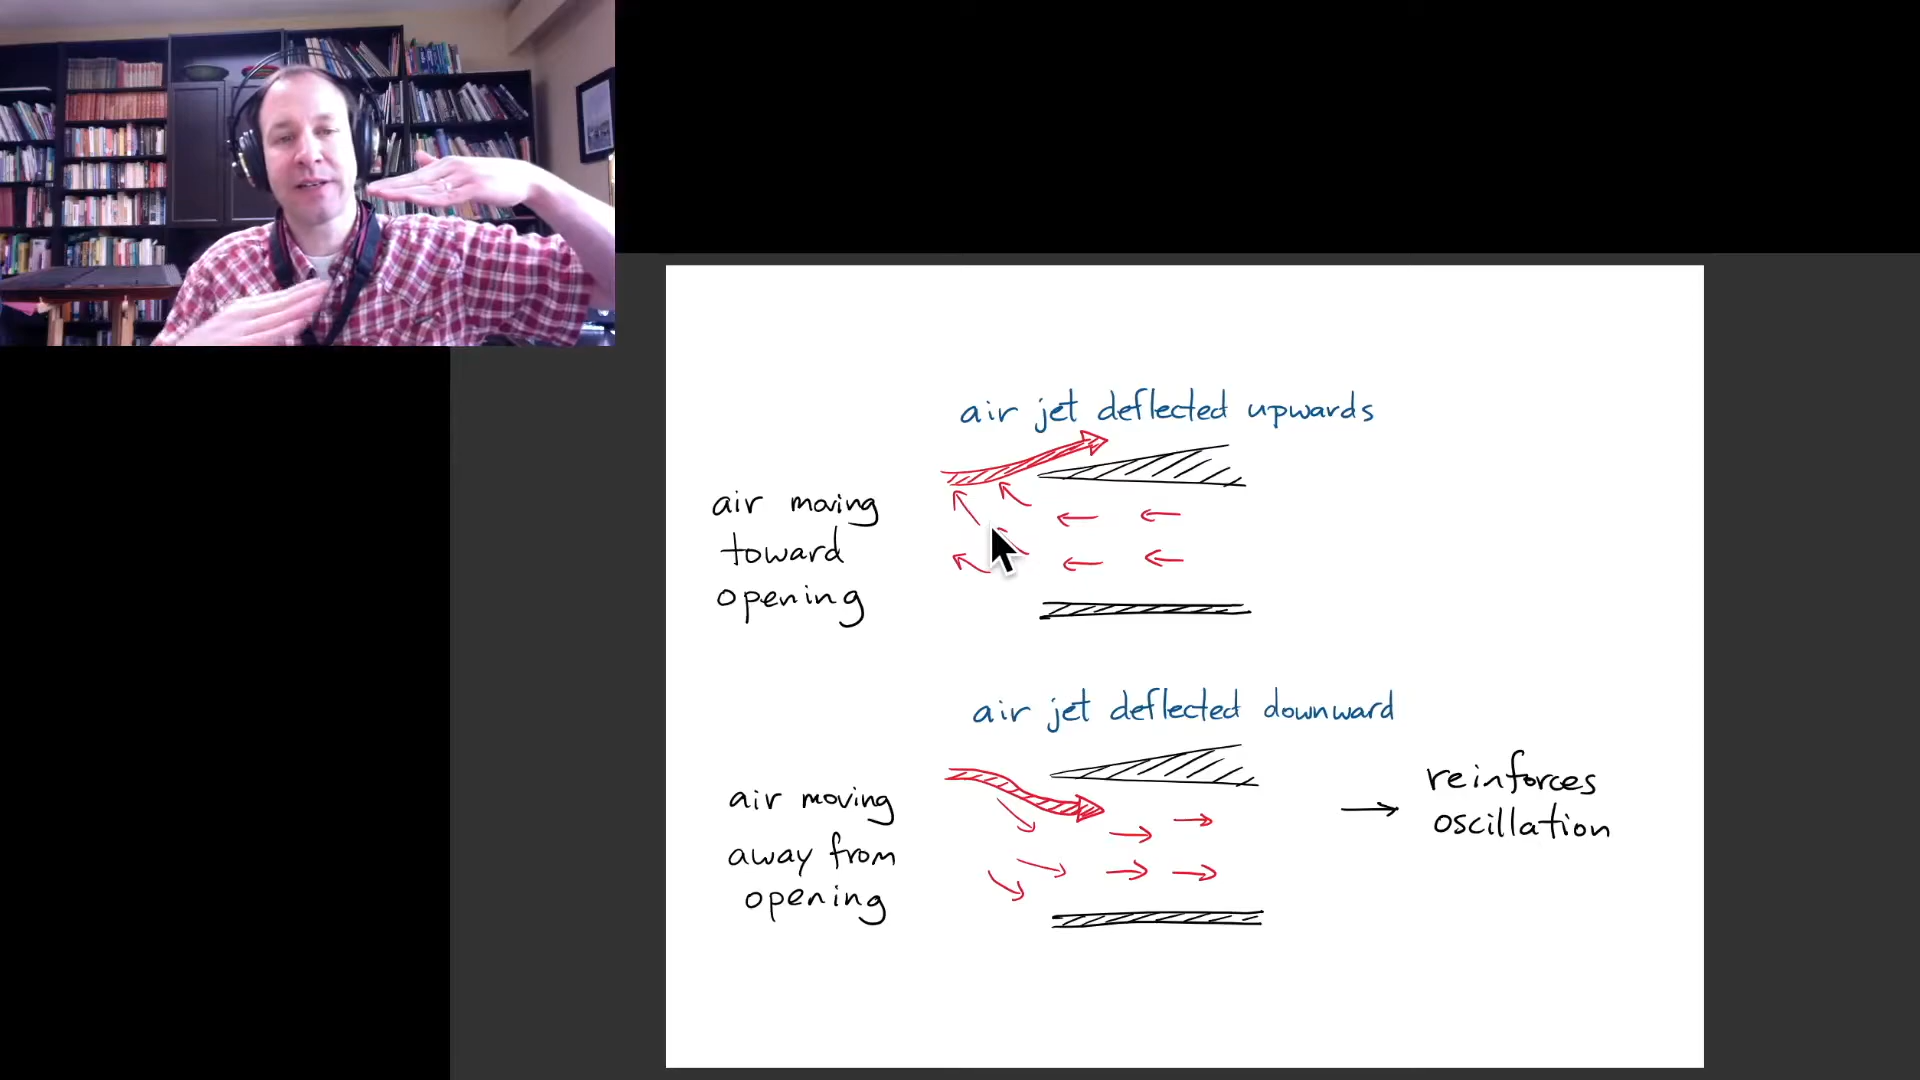 air jet deflected upwards
air moving
toward
opening
air jet deflected downward
air moving
away from
opening
→ reinforces
oscillation